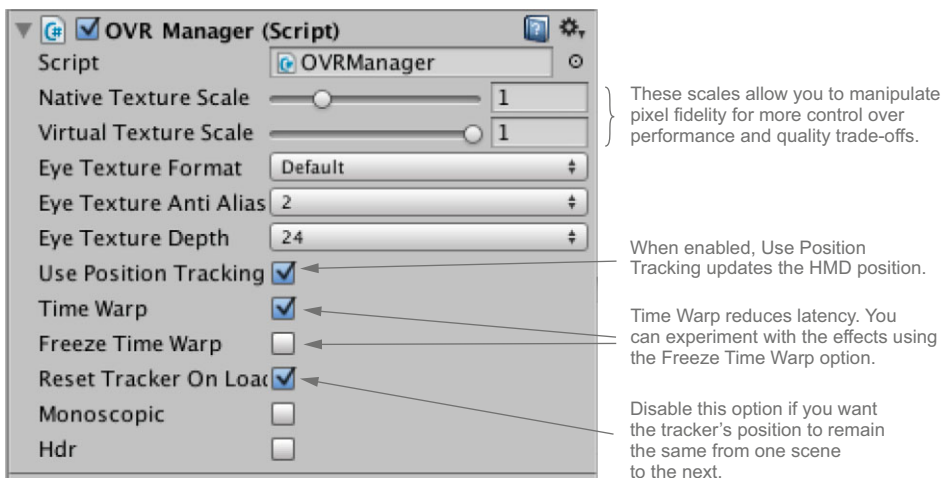 OVR Manager (Script)
Script OVRManager
Native Texture Scale 1
Virtual Texture Scale 1
Eye Texture Format Default
Eye Texture Anti Alias 2
Eye Texture Depth 24
Use Position Tracking
Time Warp
Freeze Time Warp
Reset Tracker On Load
Monoscopic
Hdr
These scales allow you to manipulate
pixel fidelity for more control over
performance and quality trade-offs.
When enabled, Use Position
Tracking updates the HMD position.
Time Warp reduces latency. You
can experiment with the effects using
the Freeze Time Warp option.
Disable this option if you want
the tracker's position to remain
the same from one scene
to the next.